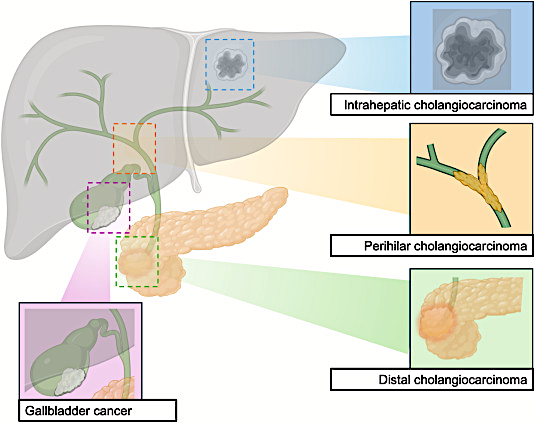 Intrahepatic cholangiocarcinoma
Perihilar cholangiocarcinoma
Distal cholangiocarcinoma
Gallbladder cancer